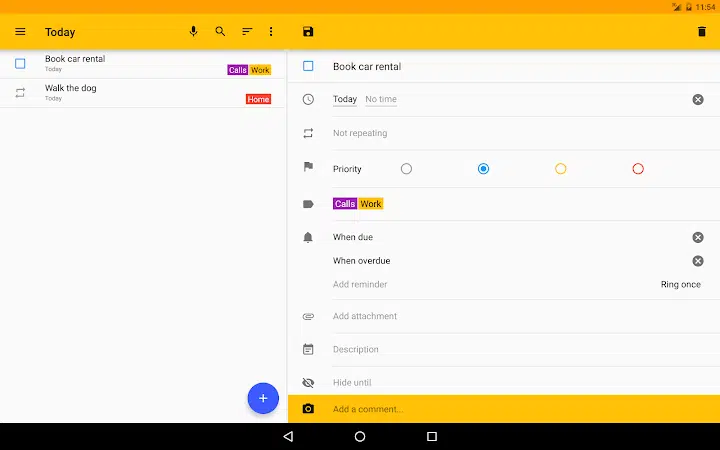 11:54
Today
Book car rental
Today
Calls Work
Walk the dog
Today
Home
Book car rental
Today No time
Not repeating
Priority
Calls Work
When due
When overdue
Add reminder Ring once
Add attachment
Description
Hide until
Add a comment...